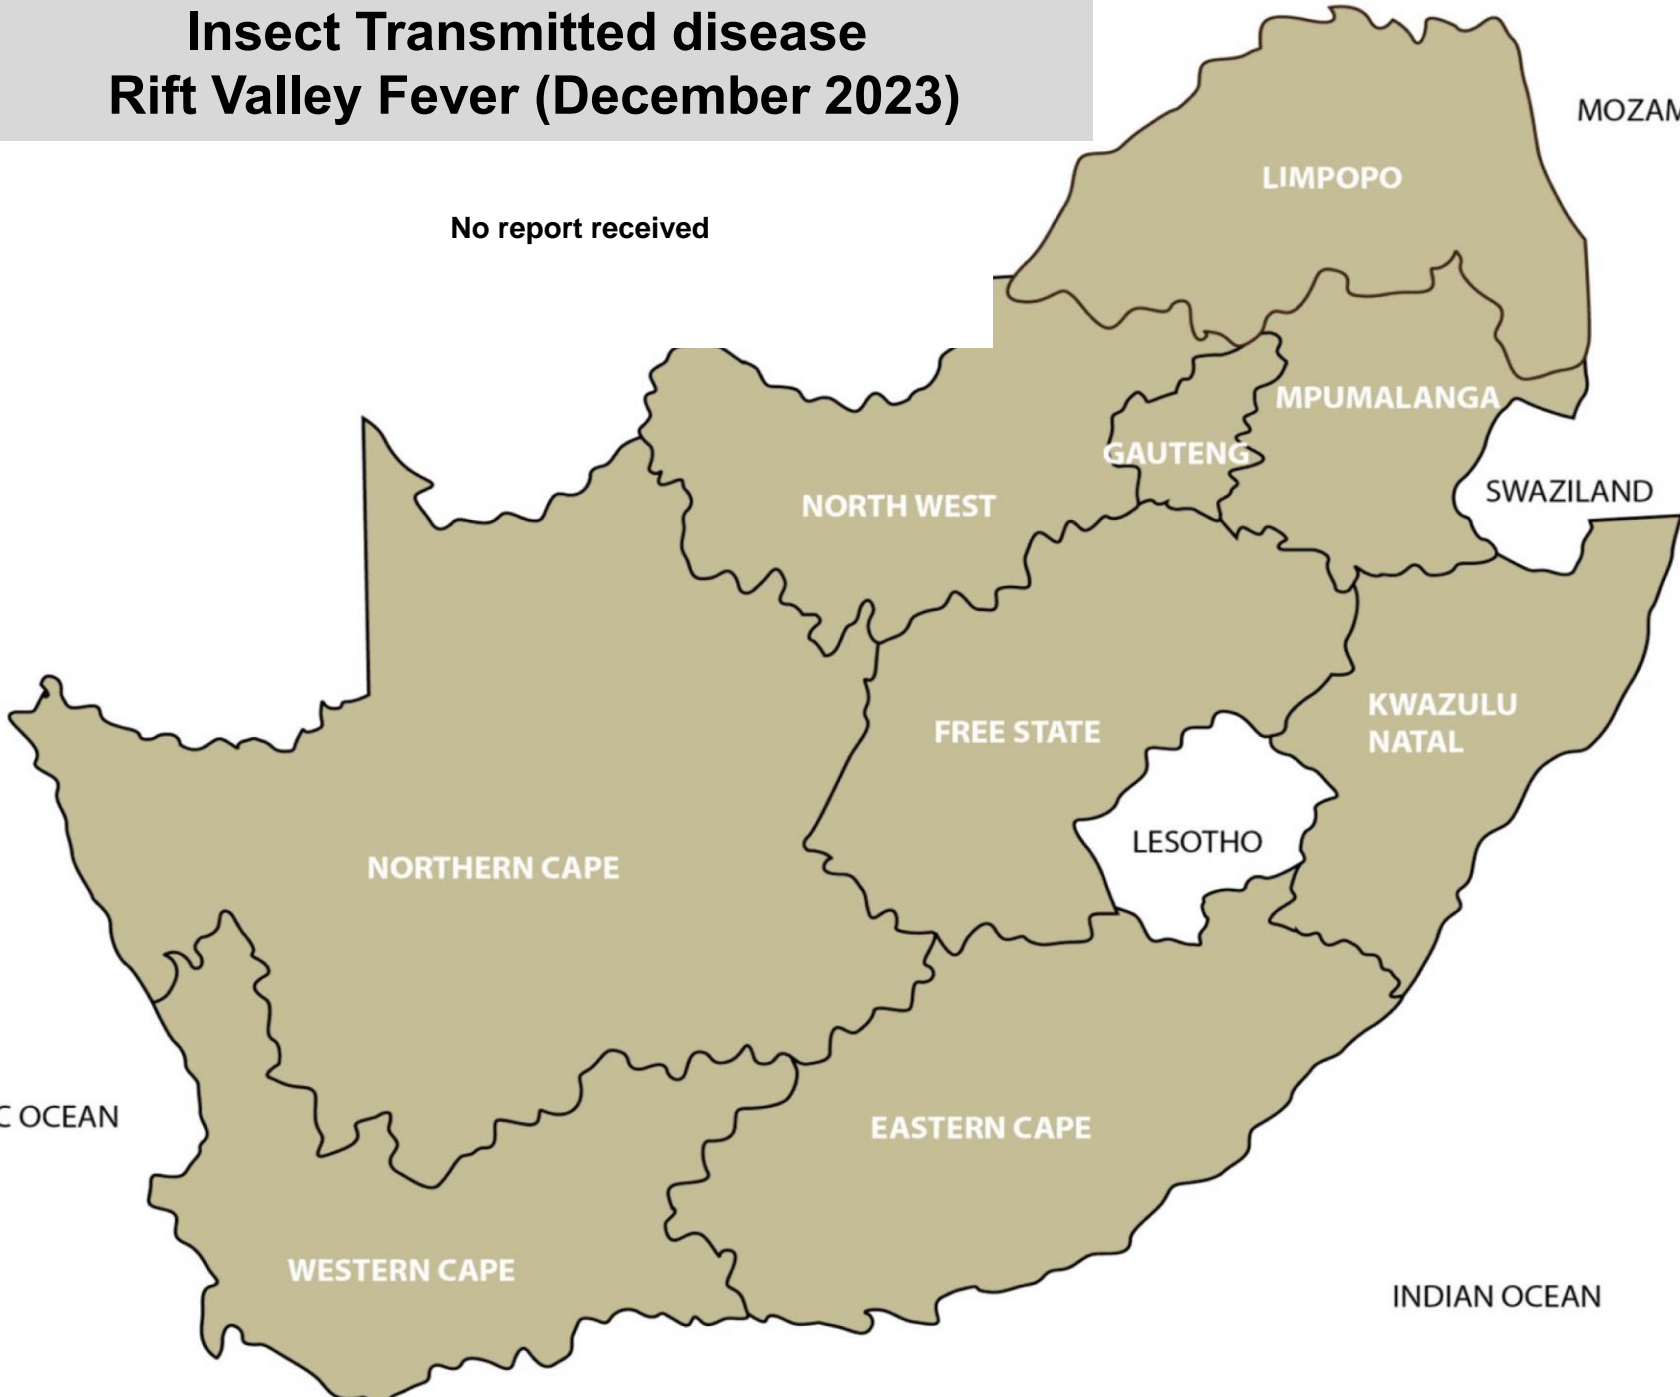 Insect Transmitted disease
Rift Valley Fever (December 2023)
MOZAM
LIMPOPO
No report received
MPUMALANGA
GAUTENG
SWAZILAND
NORTH WEST
KWAZULU
NATAL
FREE STATE
LESOTHO
NORTHERN CAPE
C OCEAN
EASTERN CAPE
WESTERN CAPE
INDIAN OCEAN